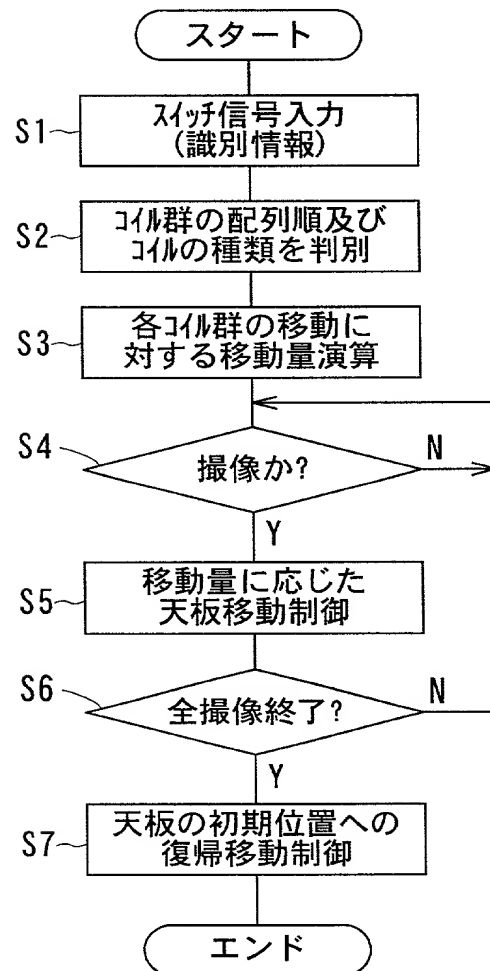 スタート
S1
スイッチ信号入力
(識別情報)
S2
コイル群の配列順及び
コイルの種類を判別
S3
各コイル群の移動に
対する移動量演算
S4
撮像か?
N
Y
S5
移動量に応じた
天板移動制御
S6
全撮像終了?
N
Y
S7
天板の初期位置への
復帰移動制御
エンド